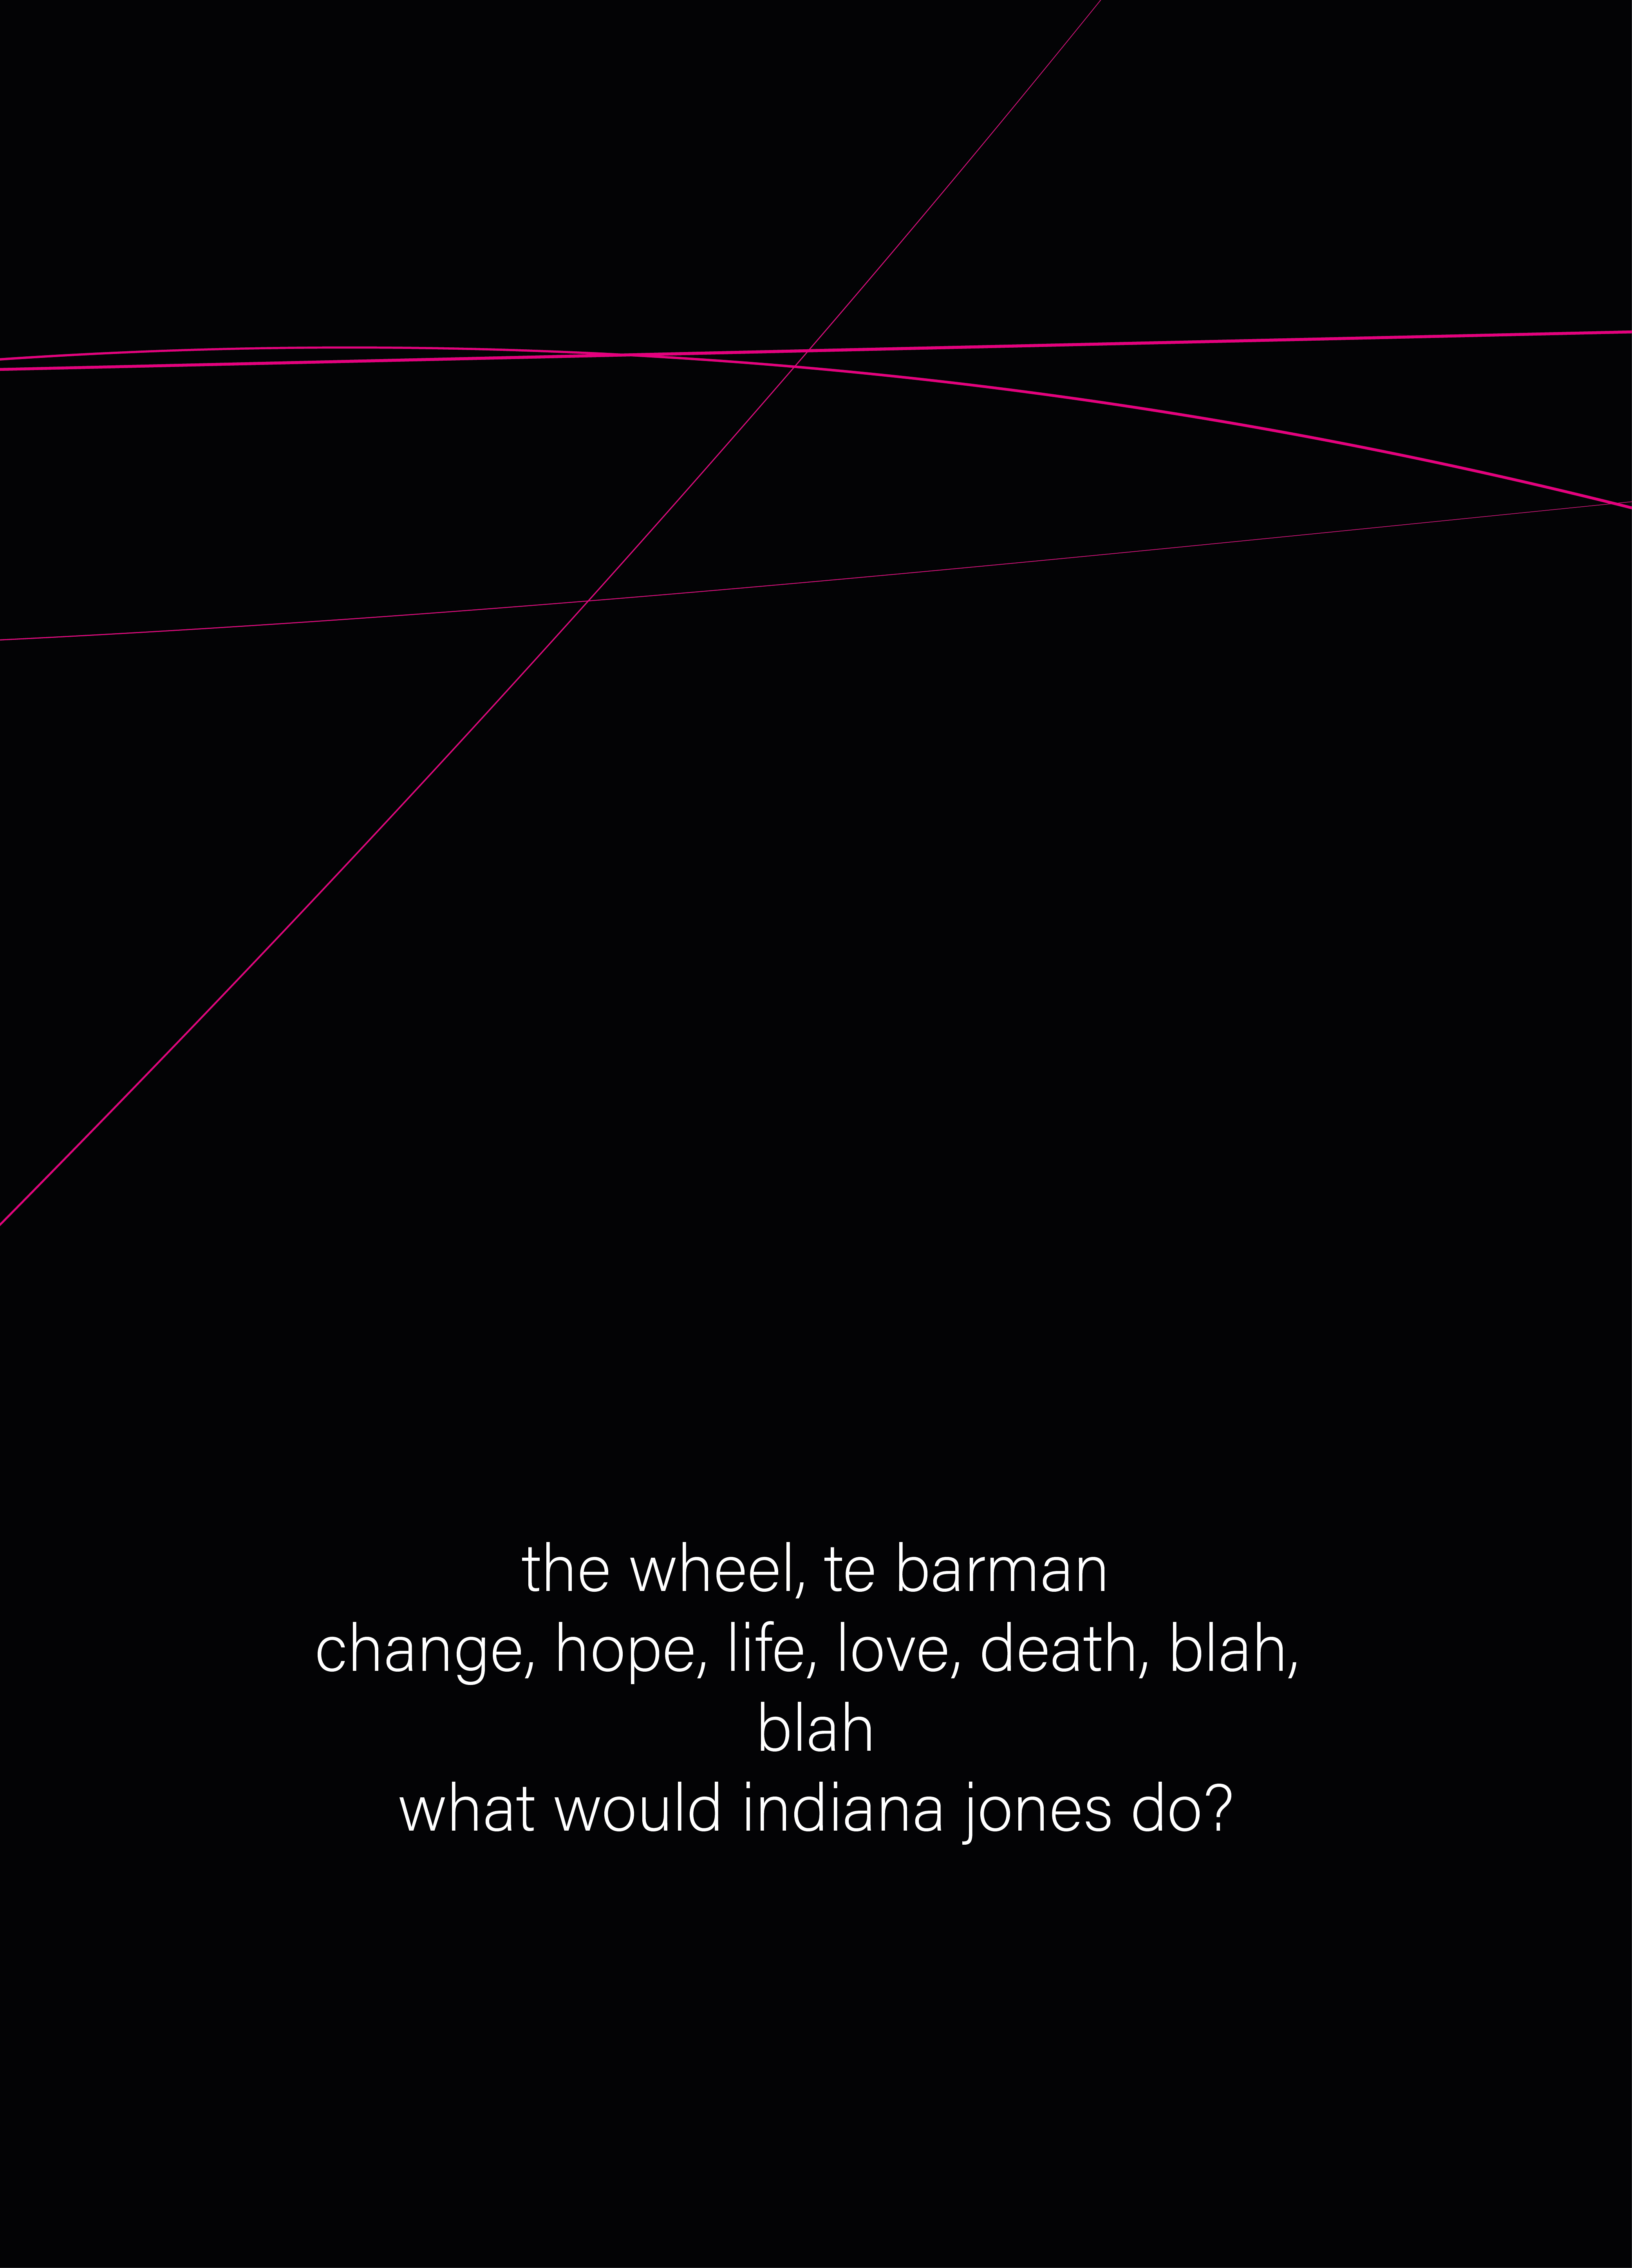 the wheel, te barman
change, hope, life, love, death, blah,
blah
what would indiana jones do?